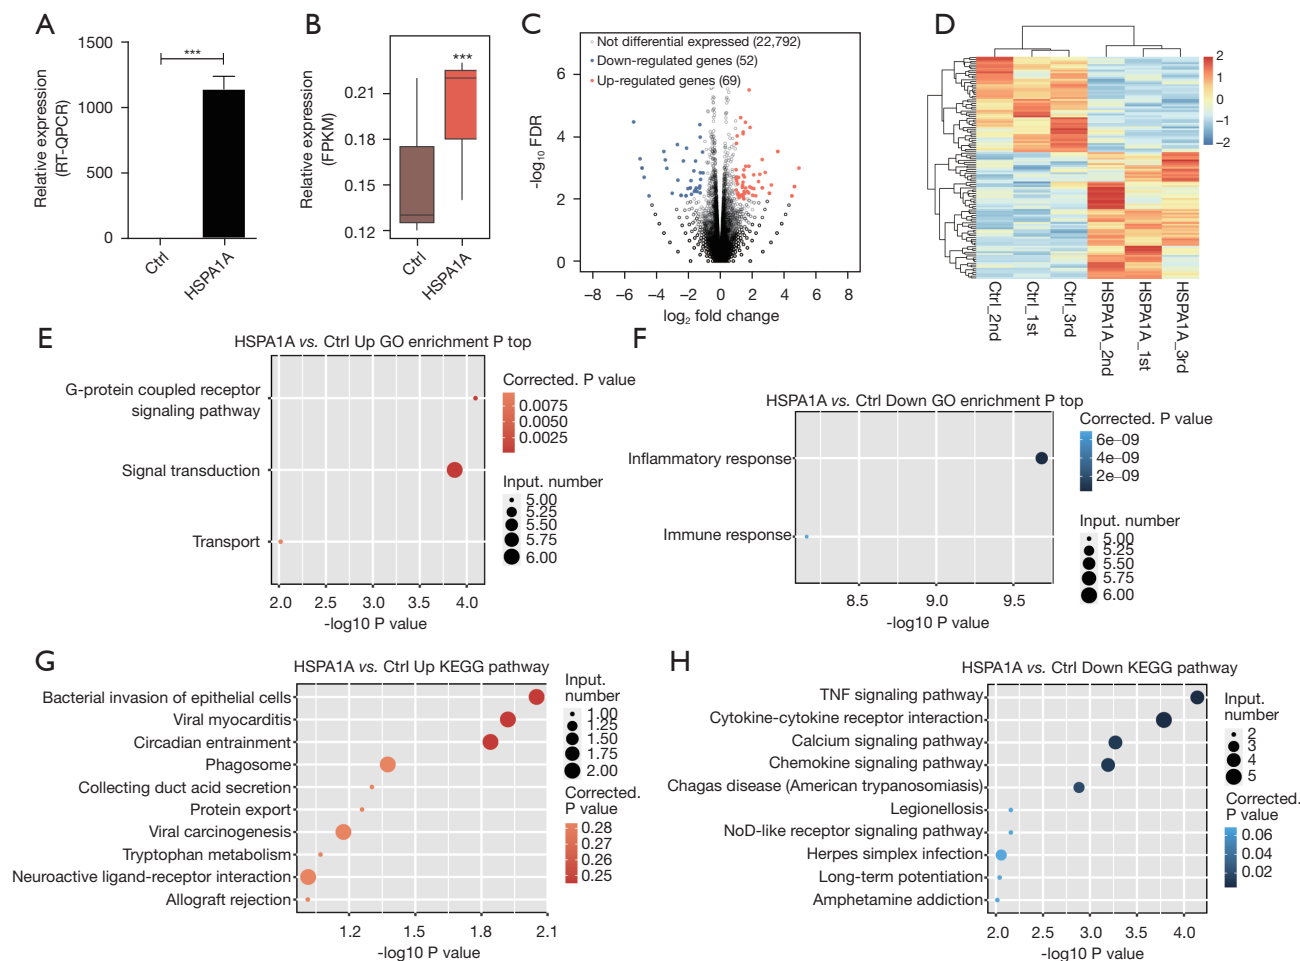 A
1500
1000
500
0
Relative expression
(RT-QPCR)
***
Ctrl
HSPA1A
B
0.21
0.18
0.15
0.12
Relative expression
(FPKM)
***
Ctrl
HSPA1A
C
Not differential expressed (22,792)
Down-regulated genes (52)
Up-regulated genes (69)
6
4
2
0
-log10 FDR
−8 −6 −4 −2 0 2 4 6 8
log2 fold change
D
2
1
0
−1
−2
Ctrl_2nd
Ctrl_1st
Ctrl_3rd
HSPA1A_2nd
HSPA1A_1st
HSPA1A_3rd
E
HSPA1A vs. Ctrl Up GO enrichment P top
G-protein coupled receptor
signaling pathway
Signal transduction
Transport
2.0 2.5 3.0 3.5 4.0
-log10 P value
Corrected. P value
0.0075
0.0050
0.0025
Input. number
5.00
5.25
5.50
5.75
6.00
F
HSPA1A vs. Ctrl Down GO enrichment P top
Inflammatory response
Immune response
8.5 9.0 9.5
-log10 P value
Corrected. P value
6e−09
4e−09
2e−09
Input. number
5.00
5.25
5.50
5.75
6.00
G
HSPA1A vs. Ctrl Up KEGG pathway
Bacterial invasion of epithelial cells
Viral myocarditis
Circadian entrainment
Phagosome
Collecting duct acid secretion
Protein export
Viral carcinogenesis
Tryptophan metabolism
Neuroactive ligand-receptor interaction
Allograft rejection
1.2 1.5 1.8 2.1
-log10 P value
Input.
number
1.00
1.25
1.50
1.75
2.00
Corrected.
P value
0.28
0.27
0.26
0.25
H
HSPA1A vs. Ctrl Down KEGG pathway
TNF signaling pathway
Cytokine-cytokine receptor interaction
Calcium signaling pathway
Chemokine signaling pathway
Chagas disease (American trypanosomiasis)
Legionellosis
NoD-like receptor signaling pathway
Herpes simplex infection
Long-term potentiation
Amphetamine addiction
2.0 2.5 3.0 3.5 4.0
-log10 P value
Input.
number
2
3
4
5
Corrected.
P value
0.06
0.04
0.02